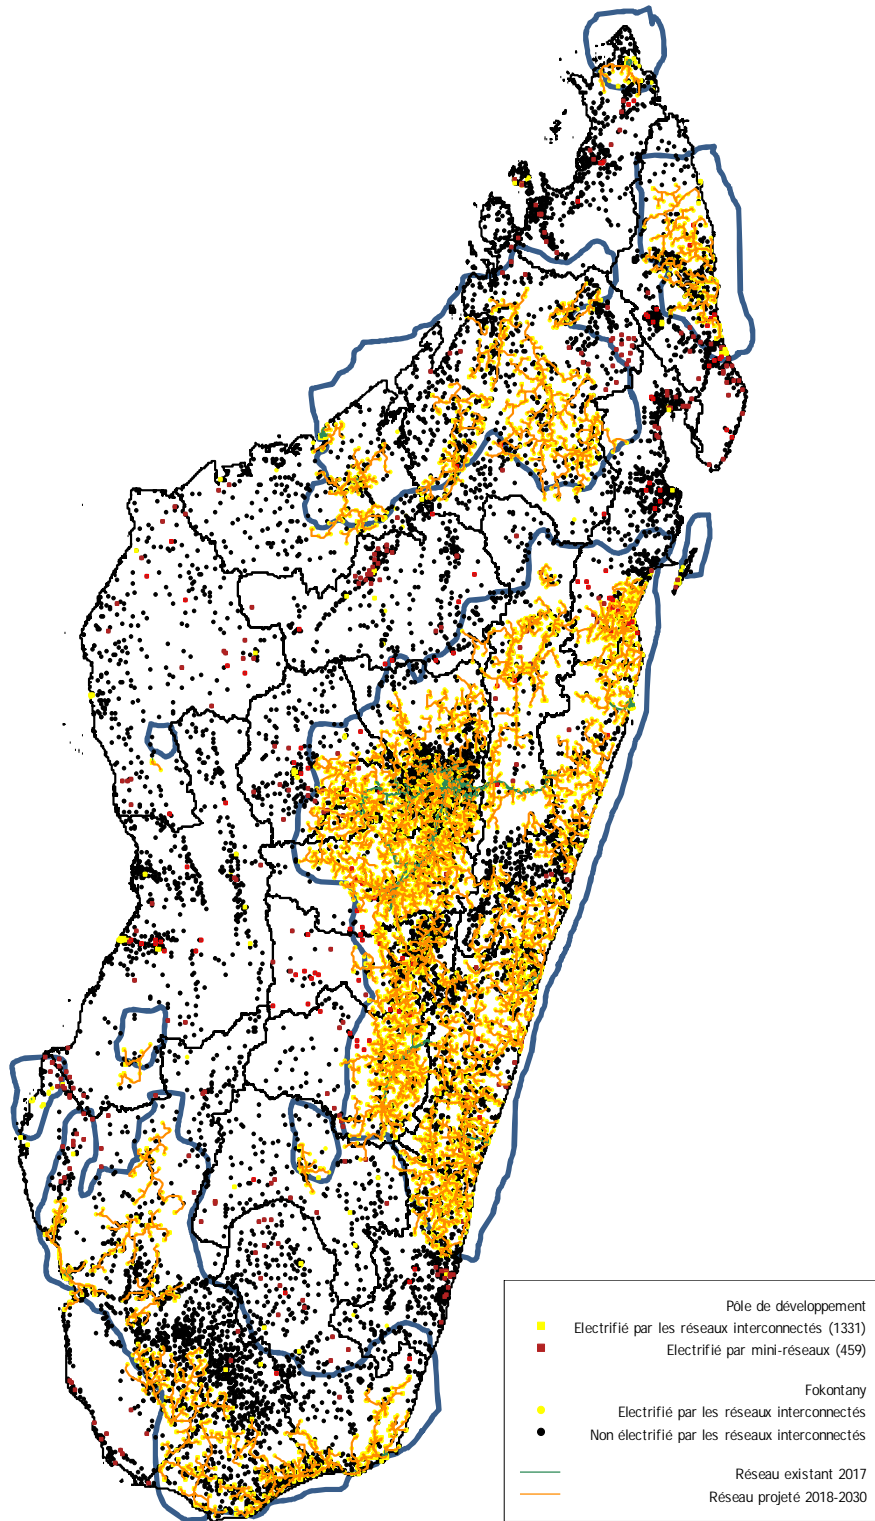 Pôle de développement
Electrifié par les réseaux interconnectés (1331)
Electrifié par mini-réseaux (459)
Fokontany
Electrifié par les réseaux interconnectés
Non électrifié par les réseaux interconnectés
Réseau existant 2017
Réseau projeté 2018-2030